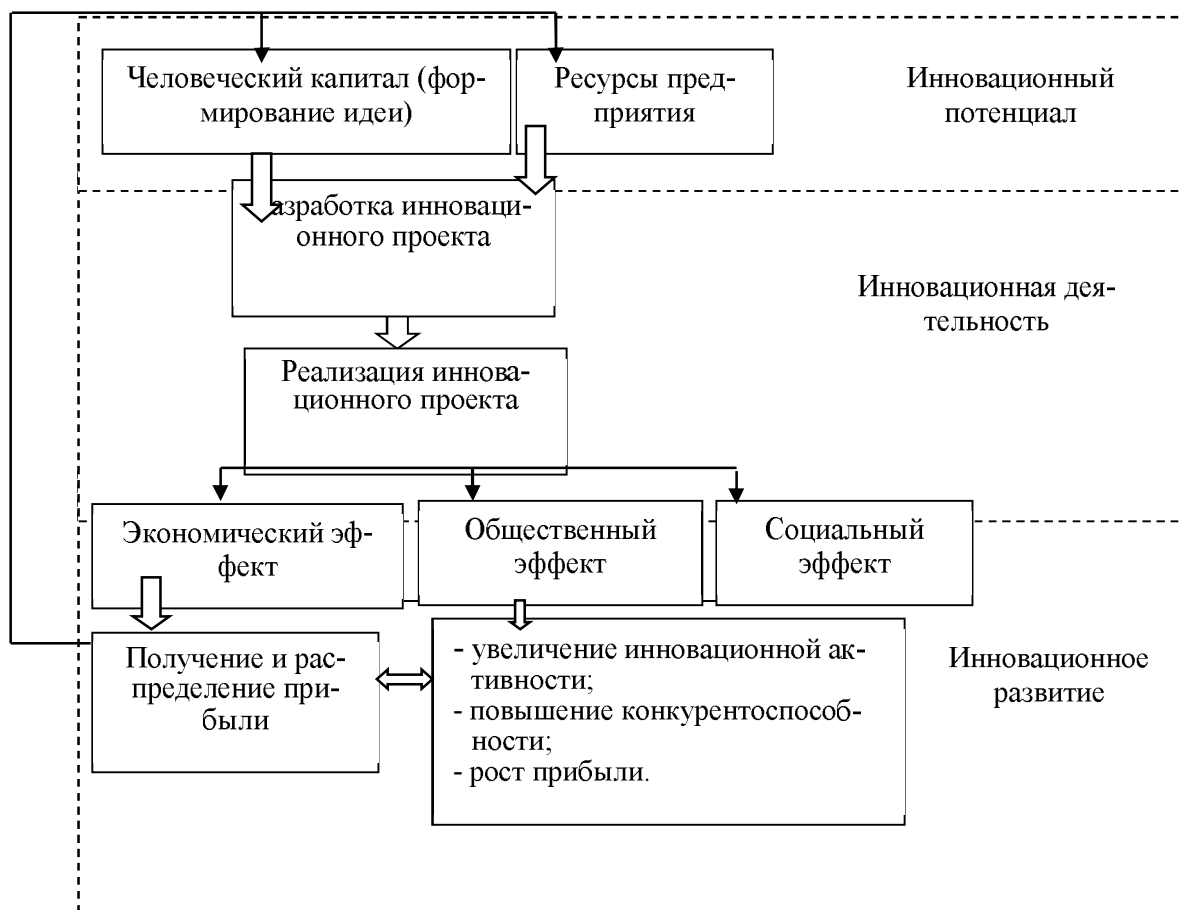 Человеческий капитал (фор-
мирование идеи)
Ресурсы пред-
приятия
Инновационный
потенциал
азработка инноваци-
онного проекта
Инновационная дея-
тельность
Реализация иннова-
ционного проекта
Экономический эф-
фект
Общественный
эффект
Социальный
эффект
Получение и рас-
пределение при-
были
- увеличение инновационной ак-
тивности;
- повышение конкурентоспособ-
ности;
- рост прибыли.
Инновационное
развитие